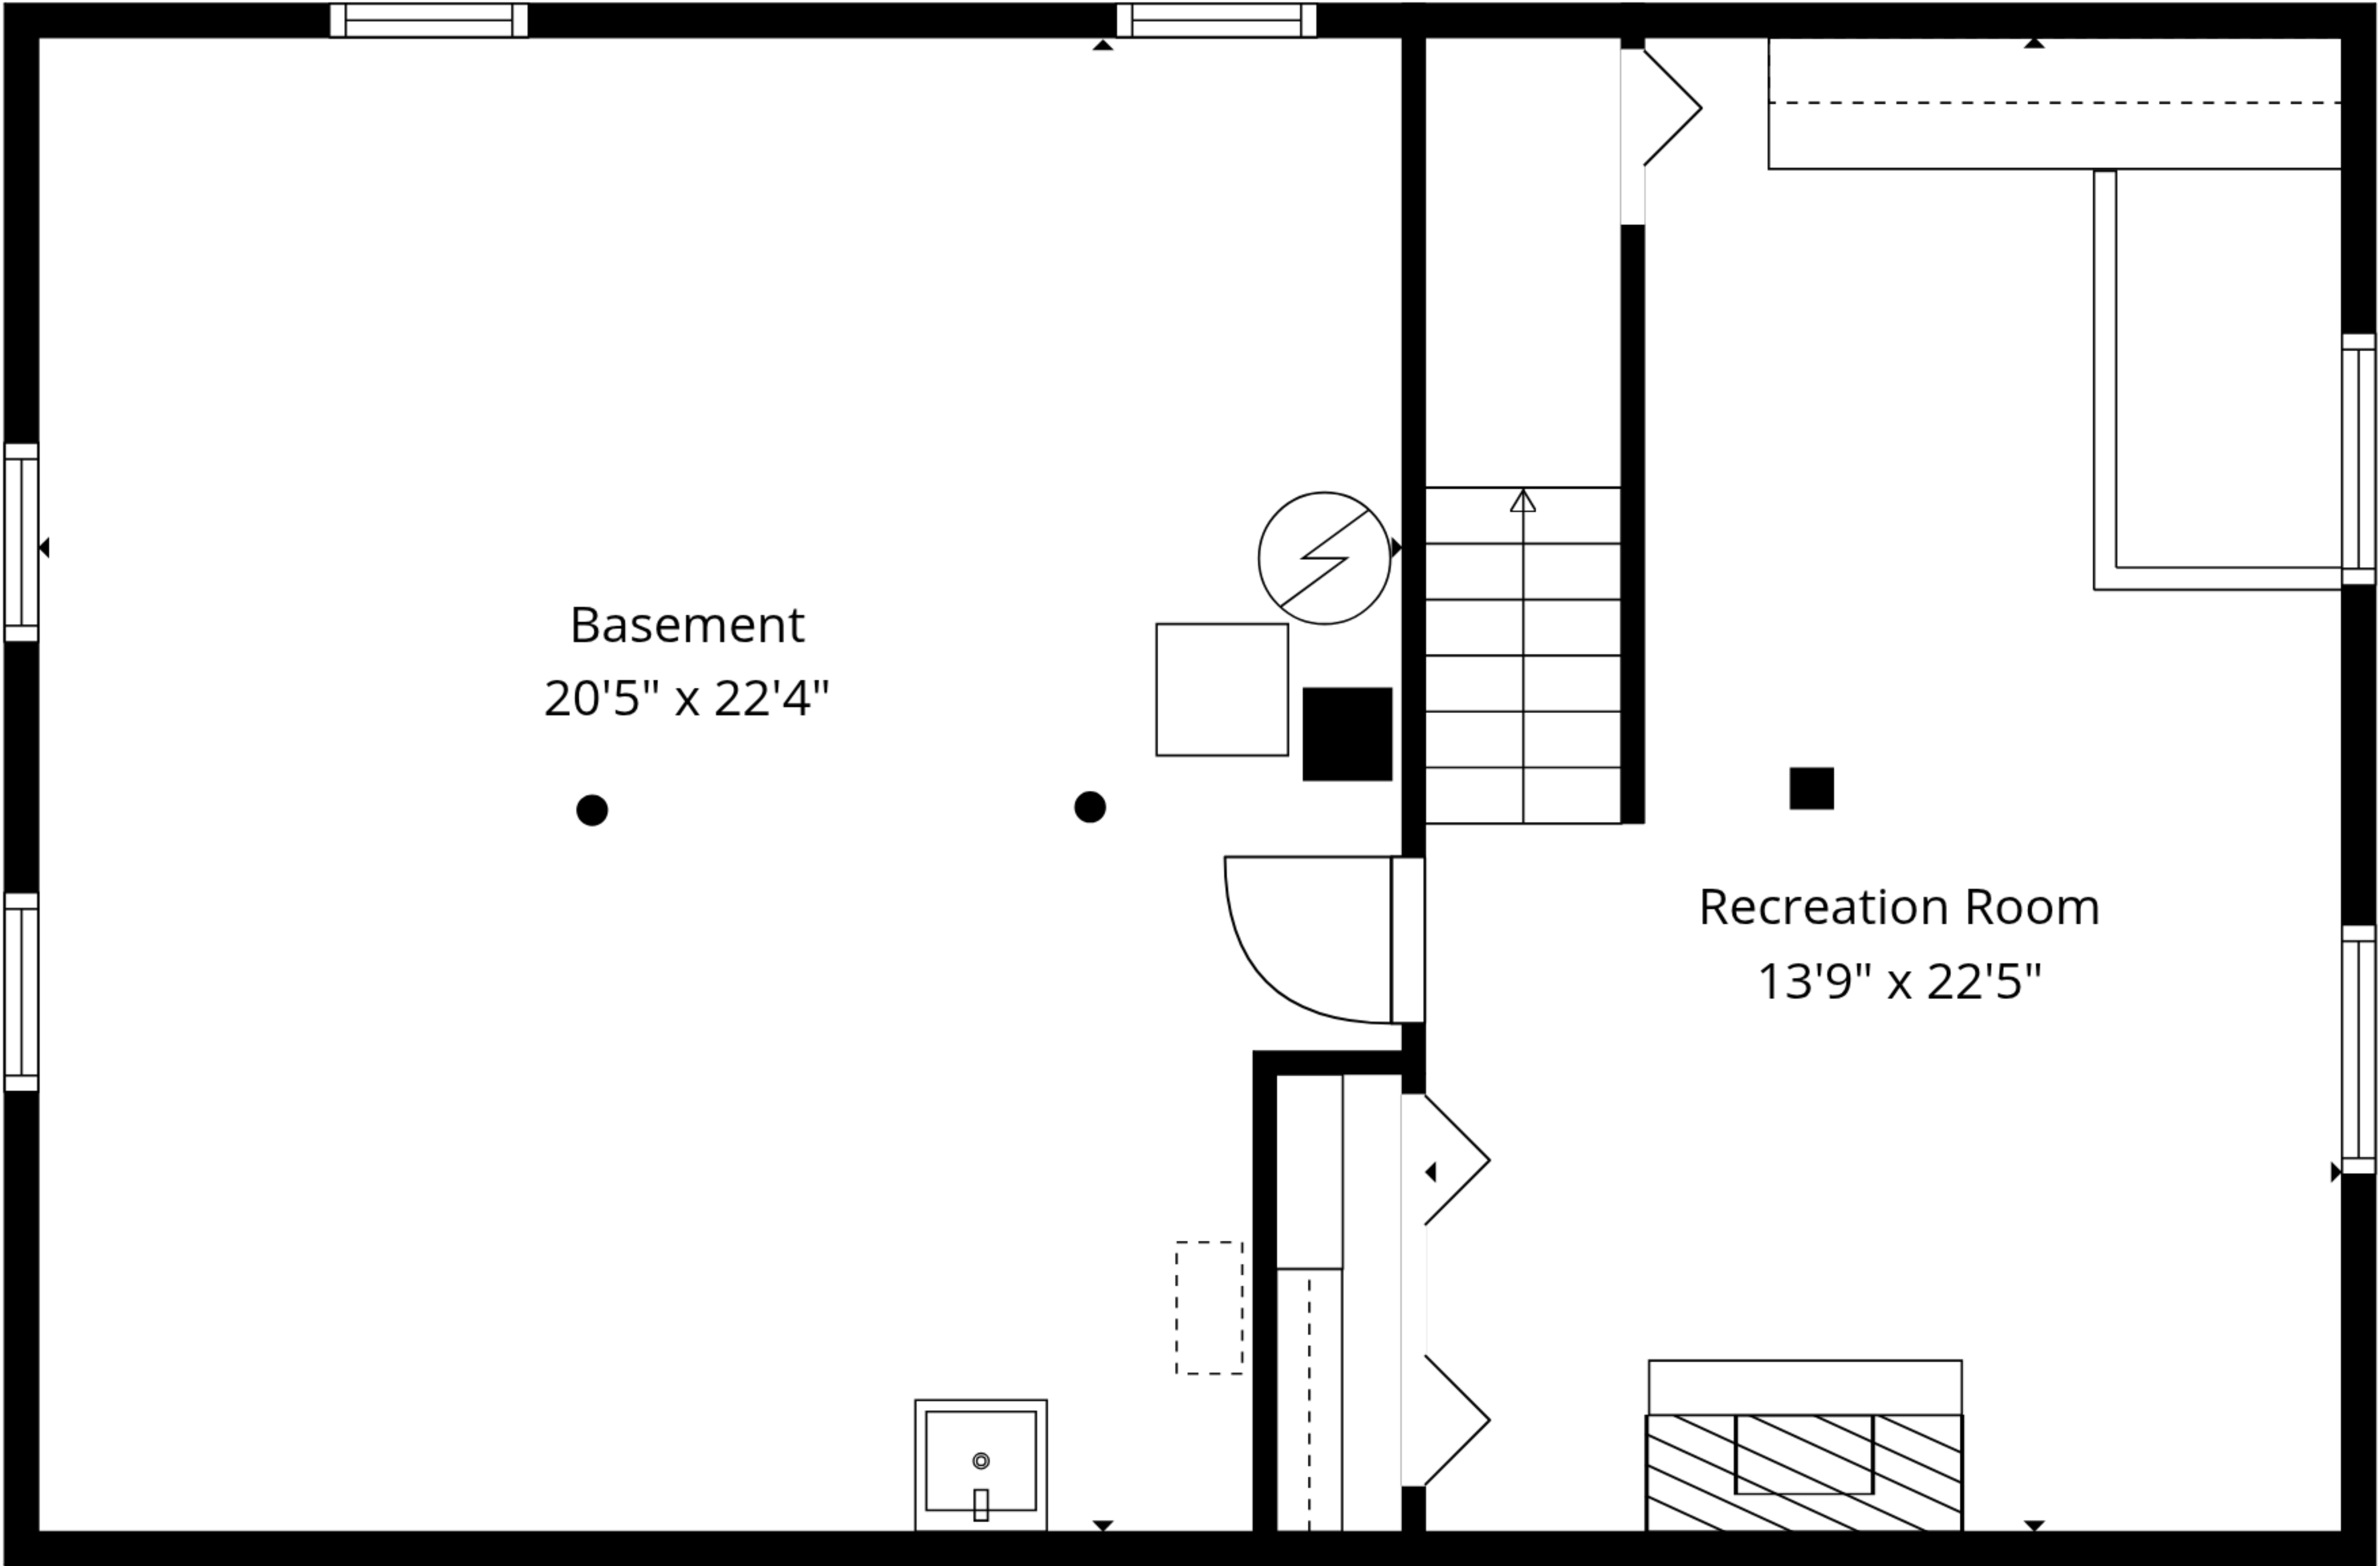 Basement
20'5" x 22'4"
Recreation Room
13'9" x 22'5"